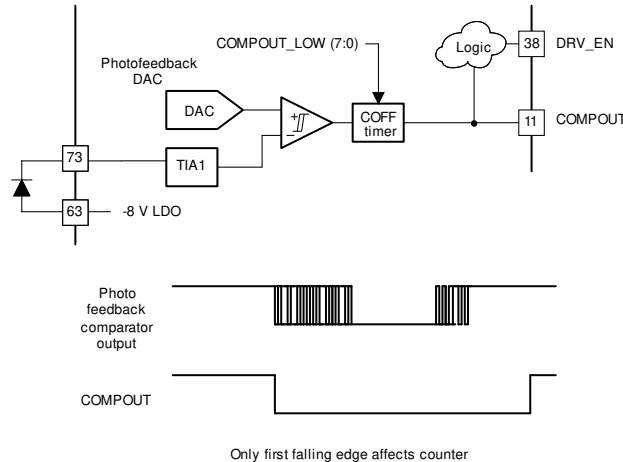 COMPOUT_LOW (7:0)
Logic
38
DRV_EN
Photofeedback
DAC
DAC
+
−
COFF
timer
11
COMPOUT
73
TIA1
63
-8 V LDO
Photo
feedback
comparator
output
COMPOUT
Only first falling edge affects counter